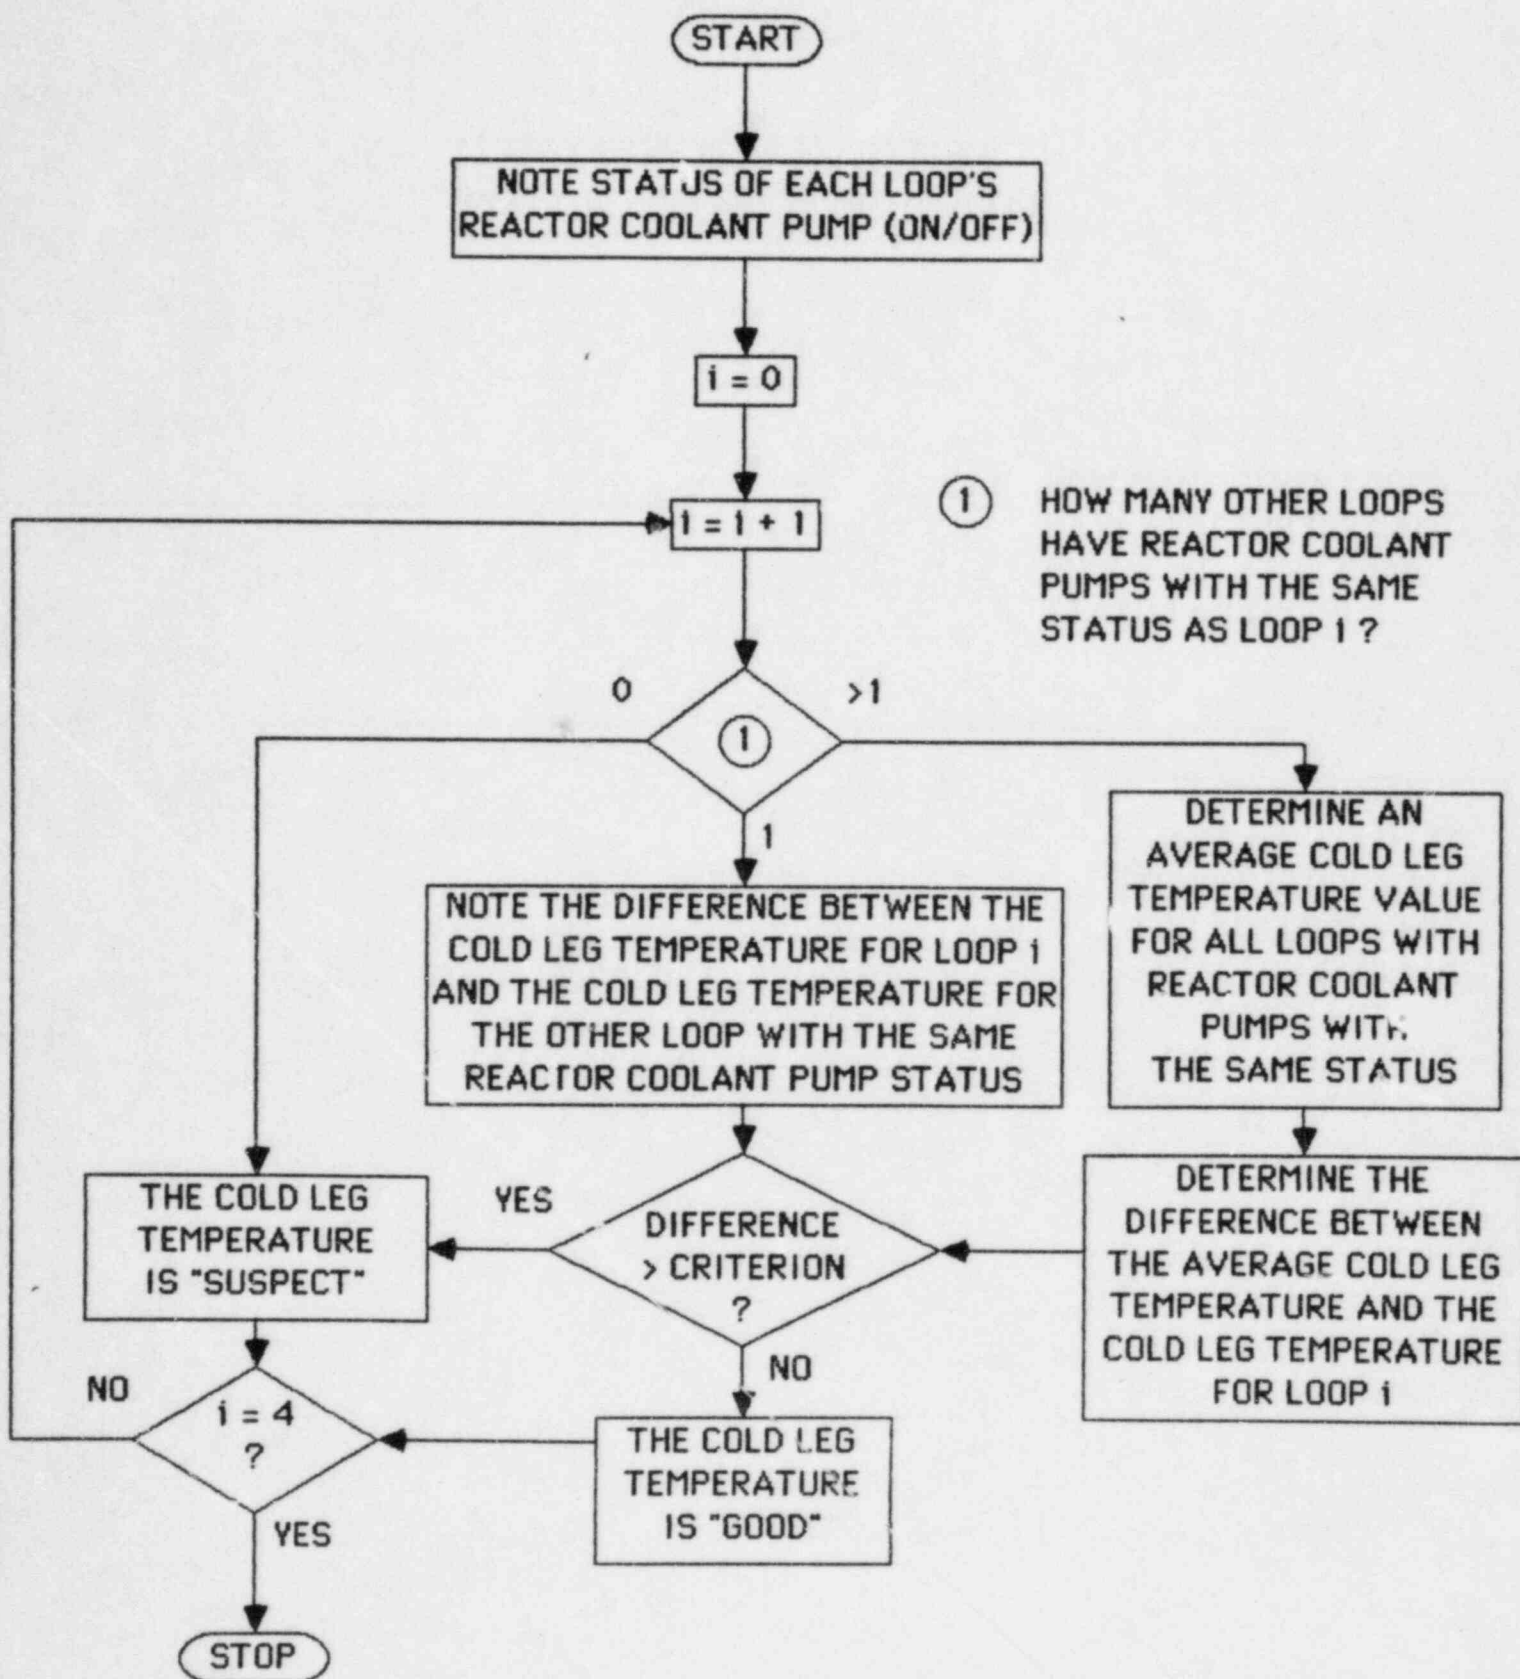 START
NOTE STATUS OF EACH LOOP'S
REACTOR COOLANT PUMP (ON/OFF)
i = 0
i = i + 1
1 HOW MANY OTHER LOOPS
HAVE REACTOR COOLANT
PUMPS WITH THE SAME
STATUS AS LOOP i ?
0
>1
1
1
DETERMINE AN
AVERAGE COLD LEG
TEMPERATURE VALUE
FOR ALL LOOPS WITH
REACTOR COOLANT
PUMPS WITH
THE SAME STATUS
NOTE THE DIFFERENCE BETWEEN THE
COLD LEG TEMPERATURE FOR LOOP i
AND THE COLD LEG TEMPERATURE FOR
THE OTHER LOOP WITH THE SAME
REACTOR COOLANT PUMP STATUS
THE COLD LEG
TEMPERATURE
IS "SUSPECT"
YES
DIFFERENCE
> CRITERION
?
DETERMINE THE
DIFFERENCE BETWEEN
THE AVERAGE COLD LEG
TEMPERATURE AND THE
COLD LEG TEMPERATURE
FOR LOOP i
NO
NO
i = 4
?
THE COLD LEG
TEMPERATURE
IS "GOOD"
YES
STOP